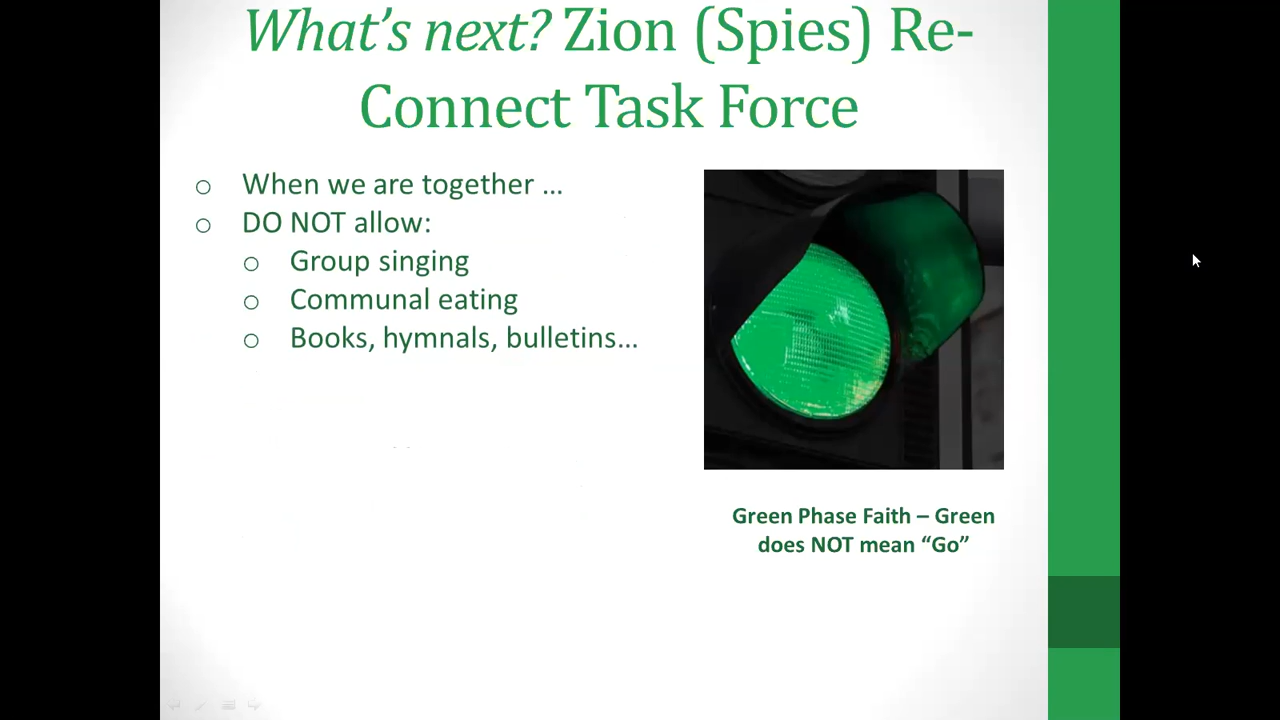 What's next? Zion (Spies) Re-
Connect Task Force
o When we are together …
o DO NOT allow:
o Group singing
o Communal eating
o Books, hymnals, bulletins…
Green Phase Faith – Green
does NOT mean “Go”